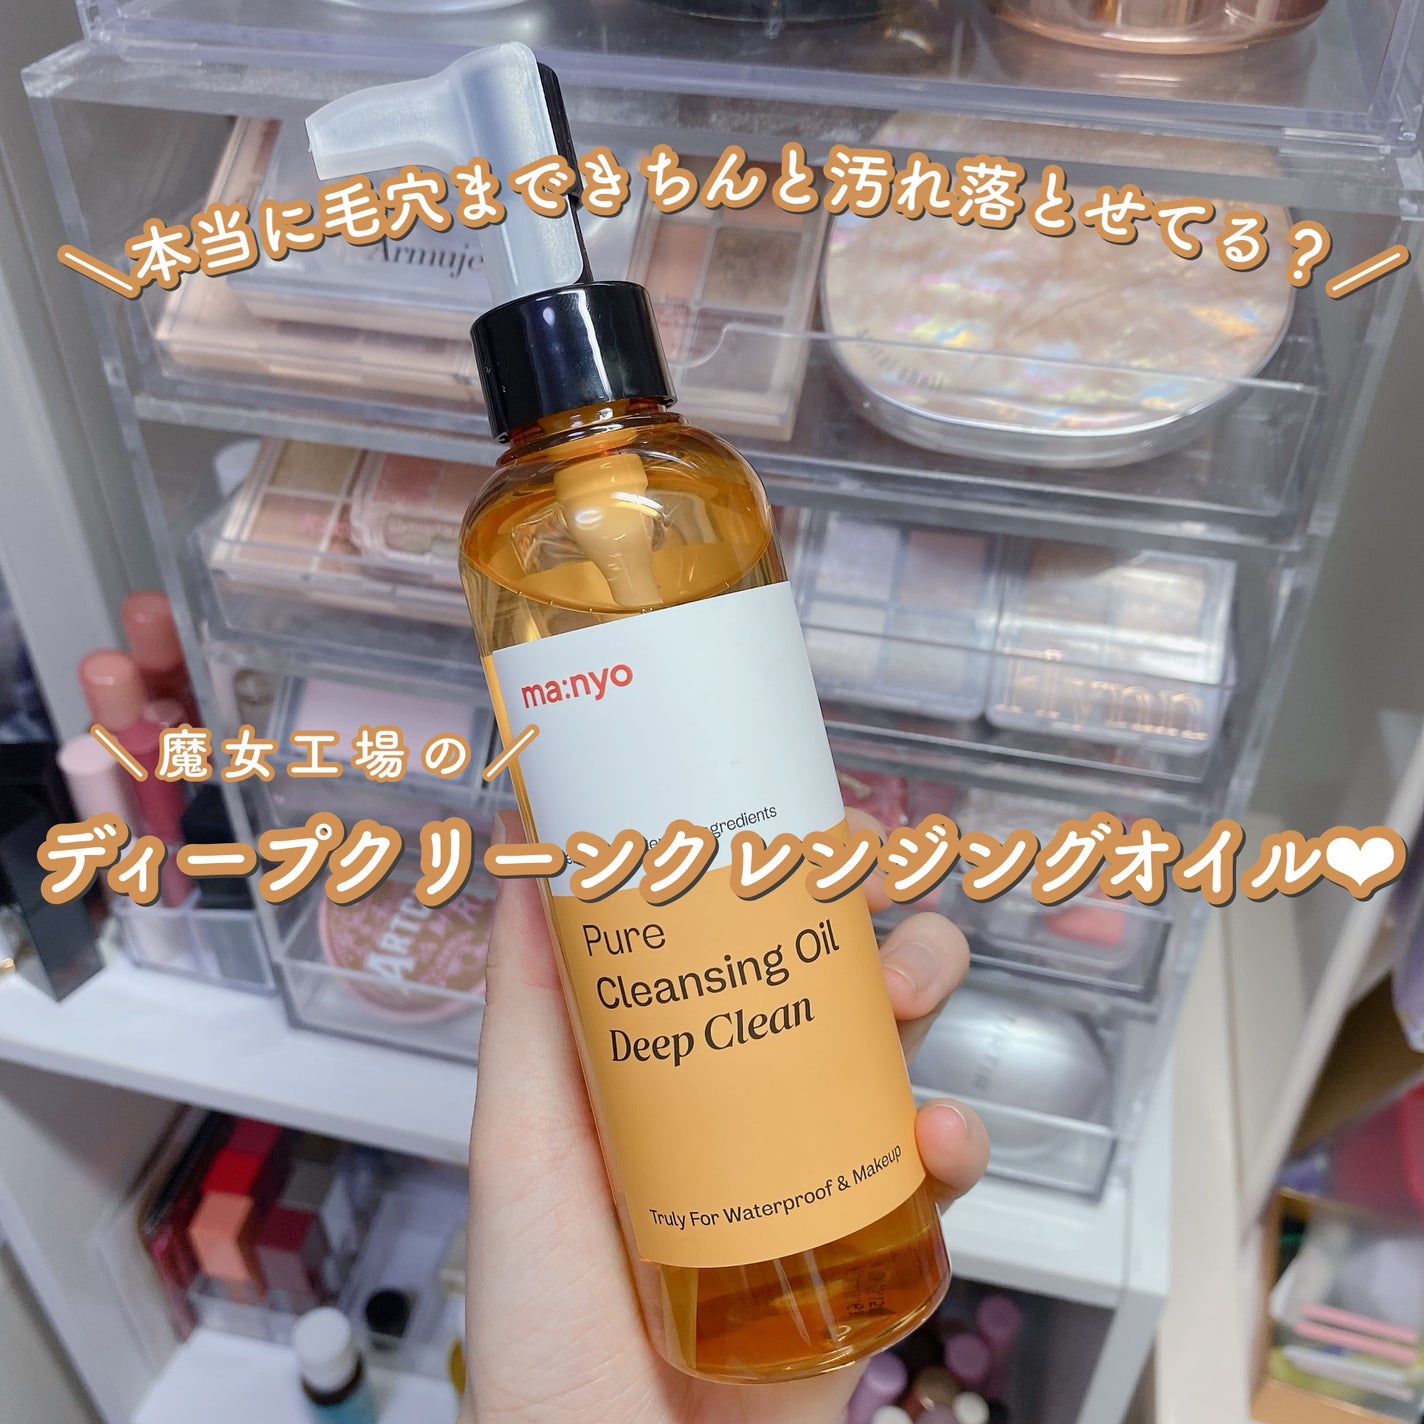 ＼本当に毛穴まできちんと汚れ落とせてる？／
Armuje
ma:nyo
＼魔女工場の／
ディープクリーンクレンジングオイル❤
Pure
Cleansing Oil
Deep Clean
Truly For Waterproof & Makeup